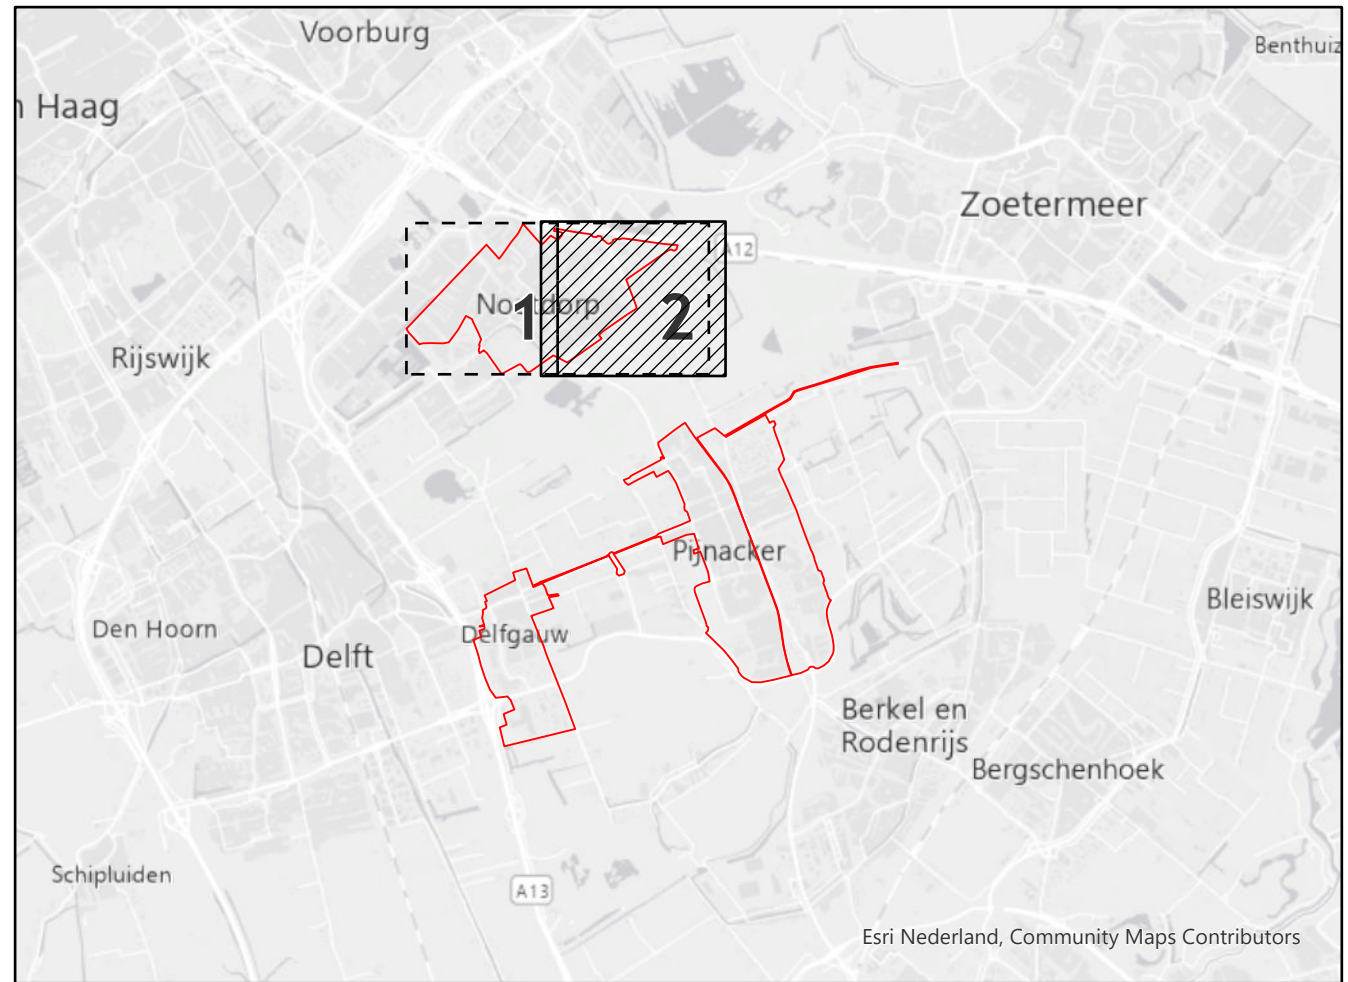 Voorburg
Benthuiz
n Haag
Zoetermeer
A12
1
2
Rijswijk
Pijnacker
Bleiswijk
Den Hoorn
Delfgauw
Delft
Berkel en
Rodenrijs
Bergschenhoek
Schipluiden
A13
Esri Nederland, Community Maps Contributors